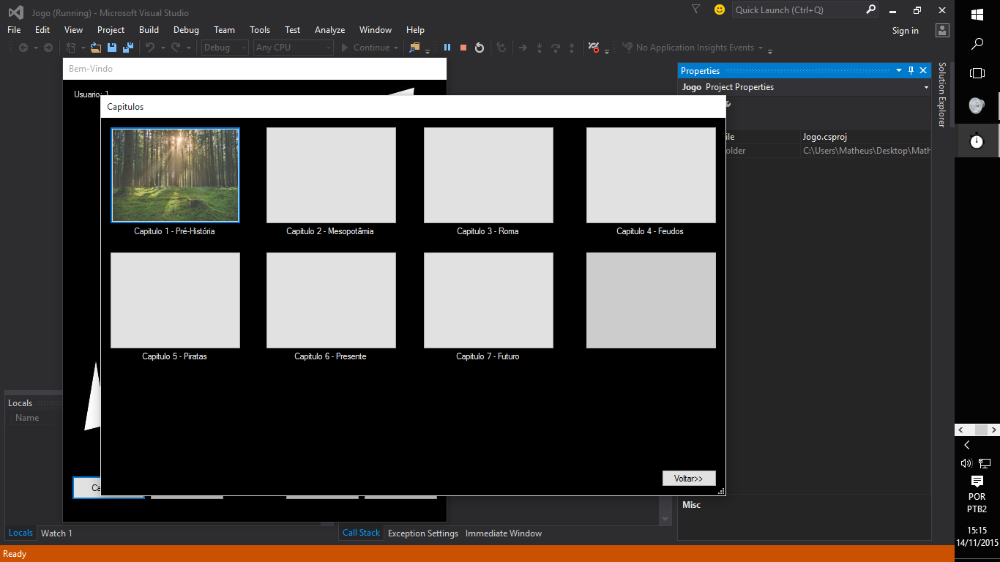 Jogo (Running) - Microsoft Visual Studio
Quick Launch (Ctrl+Q)
File Edit View Project Build Debug Team Tools Test Analyze Window Help
Sign in
Debug Any CPU Continue No Application Insights Events
Bem-Vindo
Usuario: 1
Capitulos
Capitulo 1 - Pré-História
Capitulo 2 - Mesopotâmia
Capitulo 3 - Roma
Capitulo 4 - Feudos
Capitulo 5 - Piratas
Capitulo 6 - Presente
Capitulo 7 - Futuro
Voltar>>
Ca
Properties
Jogo Project Properties
ile Jogo.csproj
older C:\Users\Matheus\Desktop\Math
Misc
Solution Explorer
Locals
Name
Locals Watch 1
Call Stack Exception Settings Immediate Window
Ready
POR
PTB2
15:15
14/11/2015